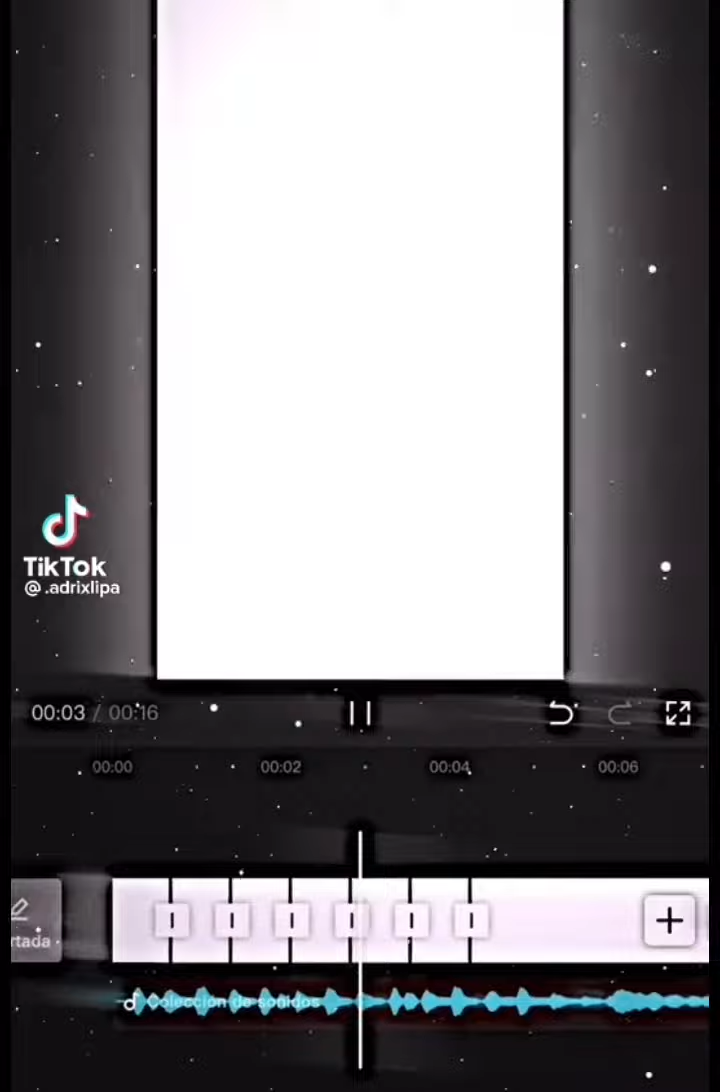 TikTok
@.adrixlipa
00:03 / 00:16
00:00 00:02 00:04 00:06
rtada
Colección de sonidos